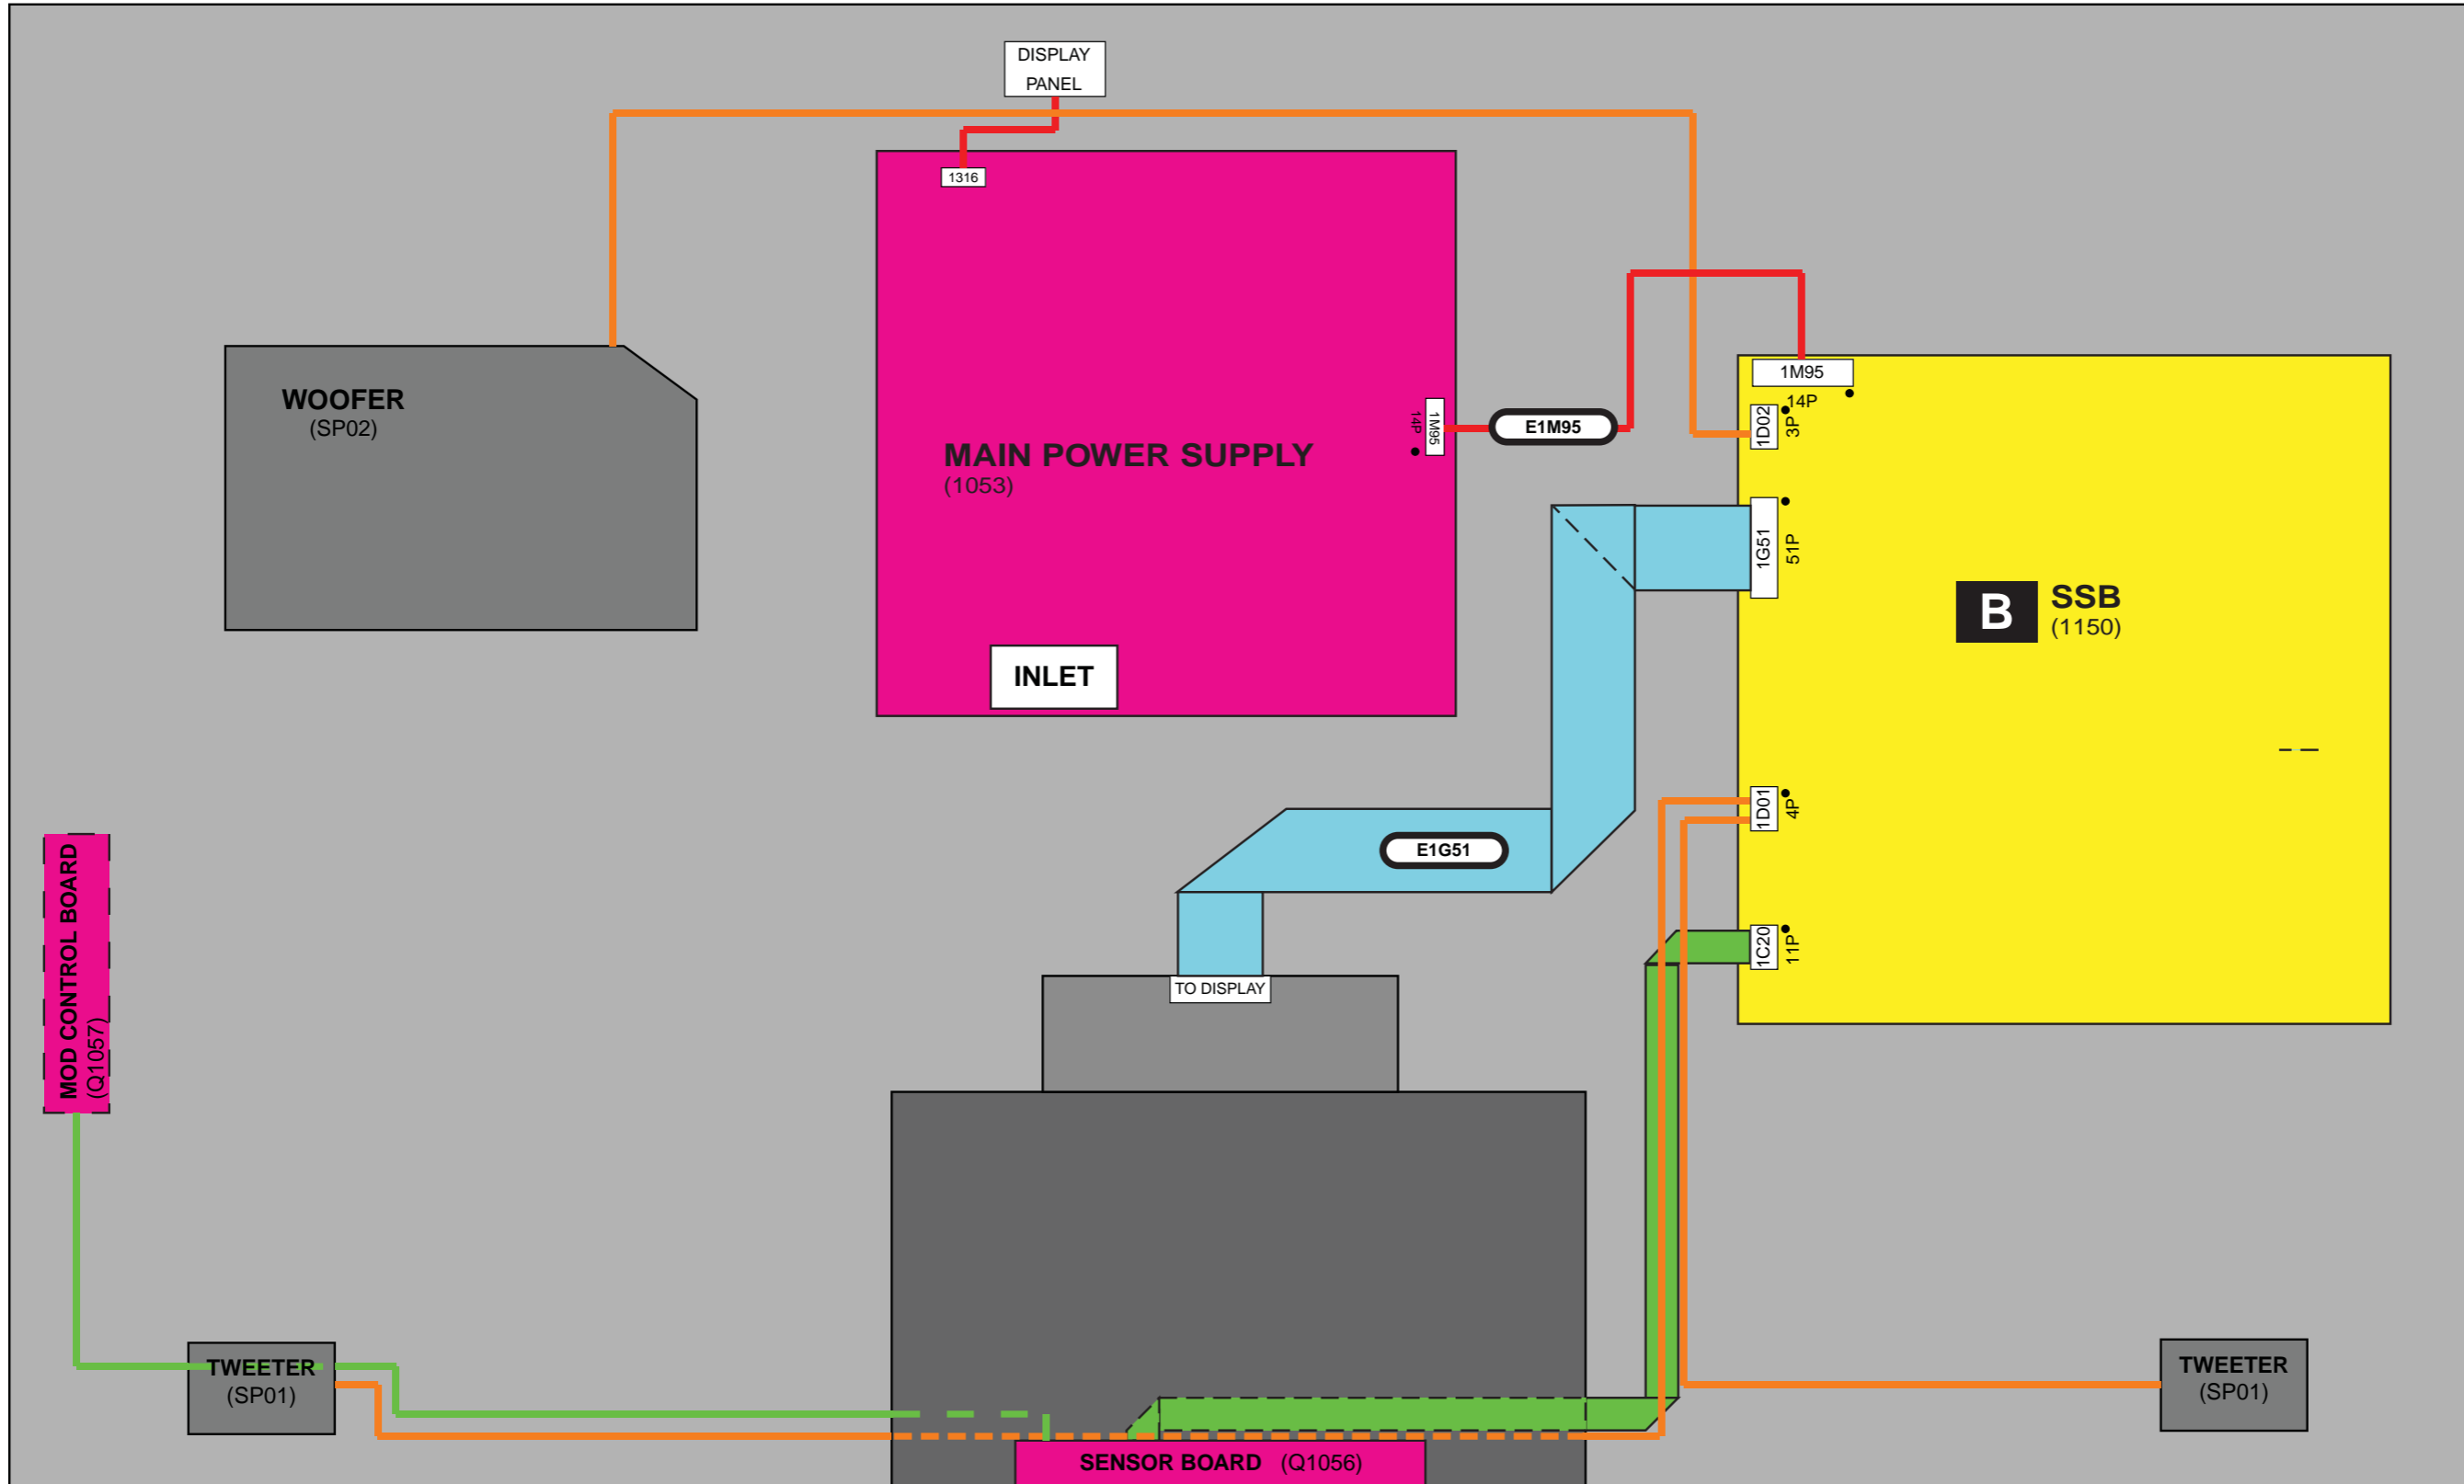 DISPLAY
PANEL
1316
WOOFER
(SP02)
MAIN POWER SUPPLY
(1053)
1M95
14P
E1M95
1M95
14P
1D02
3P
1G51
51P
B
SSB
(1150)
INLET
1D01
4P
E1G51
1C20
11P
TO DISPLAY
MOD CONTROL BOARD
(Q1057)
TWEETER
(SP01)
TWEETER
(SP01)
SENSOR BOARD (Q1056)